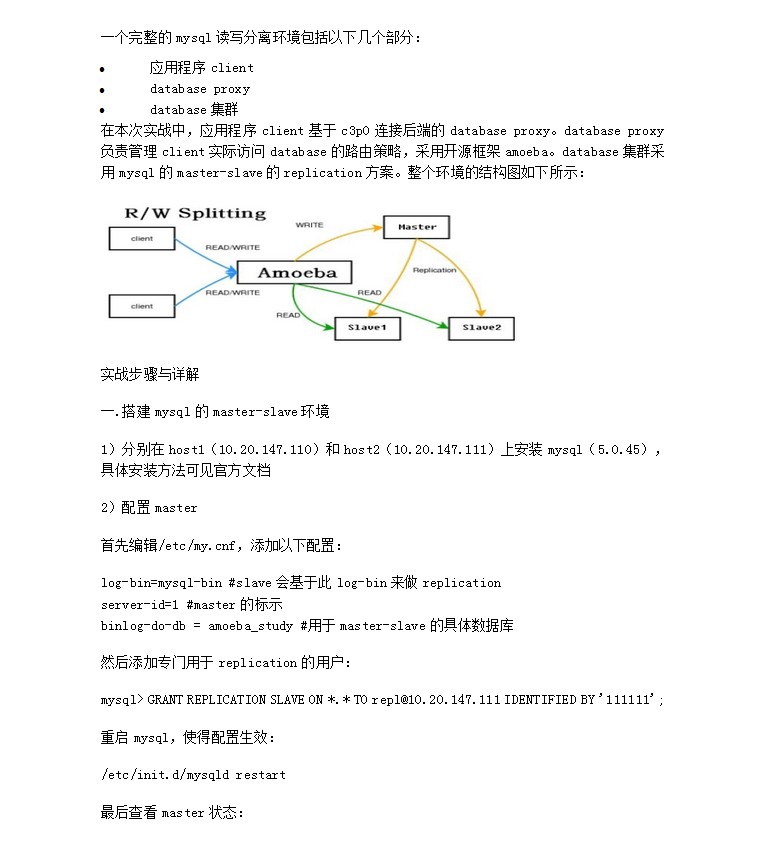 一个完整的 mysql 读写分离环境包括以下几个部分：
• 应用程序 client
• database proxy
• database 集群
在本次实战中，应用程序 client 基于 c3p0 连接后端的 database proxy。database proxy
负责管理 client 实际访问 database 的路由策略，采用开源框架 amoeba。database 集群采
用 mysql 的 master-slave 的 replication 方案。整个环境的结构图如下所示：
R/W Splitting
client
READ/WRITE
WRITE
Master
Amoeba
Replication
READ/WRITE
READ
client
READ
Slave1
Slave2
实战步骤与详解
一.搭建 mysql 的 master-slave 环境
1）分别在 host1（10.20.147.110）和 host2（10.20.147.111）上安装 mysql（5.0.45），
具体安装方法可见官方文档
2）配置 master
首先编辑/etc/my.cnf，添加以下配置：
log-bin=mysql-bin #slave 会基于此 log-bin 来做 replication
server-id=1 #master 的标示
binlog-do-db = amoeba_study #用于 master-slave 的具体数据库
然后添加专门用于 replication 的用户：
mysql> GRANT REPLICATION SLAVE ON *.* TO repl@10.20.147.111 IDENTIFIED BY '111111';
重启 mysql，使得配置生效：
/etc/init.d/mysqld restart
最后查看 master 状态：